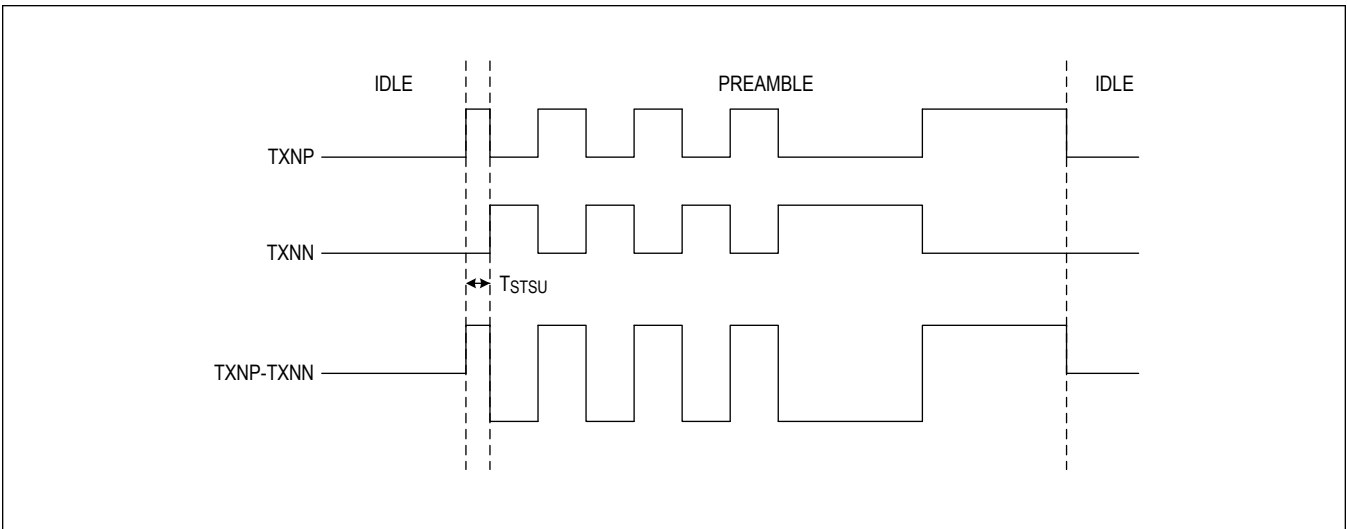 IDLE PREAMBLE IDLE
TXNP
TXNN
TSTSU
TXNP-TXNN